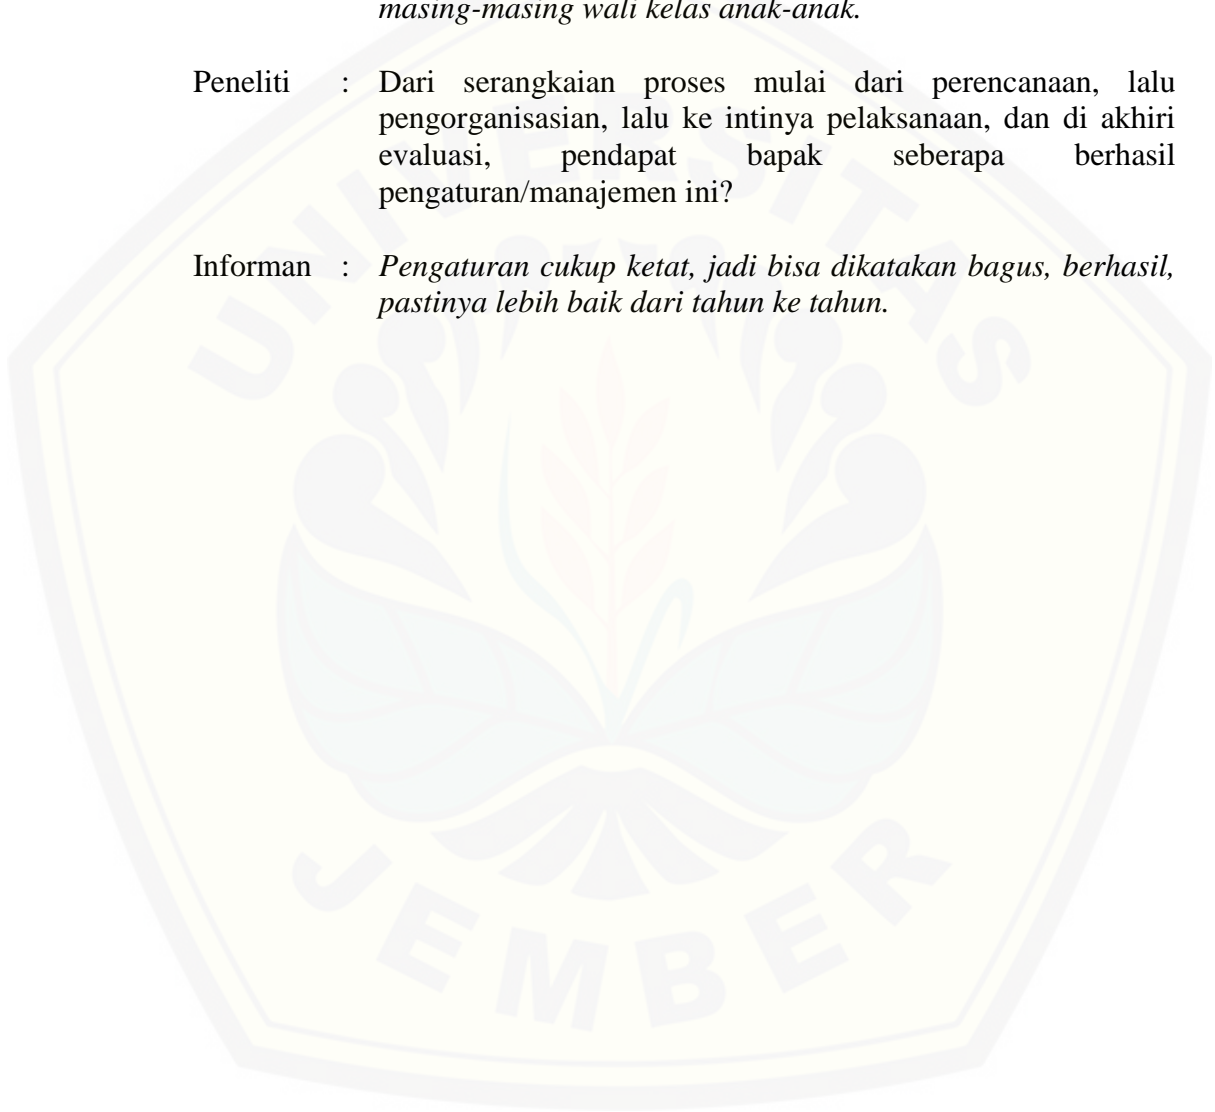 masing-masing wali kelas anak-anak.
Peneliti : Dari serangkaian proses mulai dari perencanaan, lalu
pengorganisasian, lalu ke intinya pelaksanaan, dan di akhiri
evaluasi, pendapat bapak seberapa berhasil
pengaturan/manajemen ini?
Informan : Pengaturan cukup ketat, jadi bisa dikatakan bagus, berhasil,
pastinya lebih baik dari tahun ke tahun.
UNIVERSITAS
JEMBER